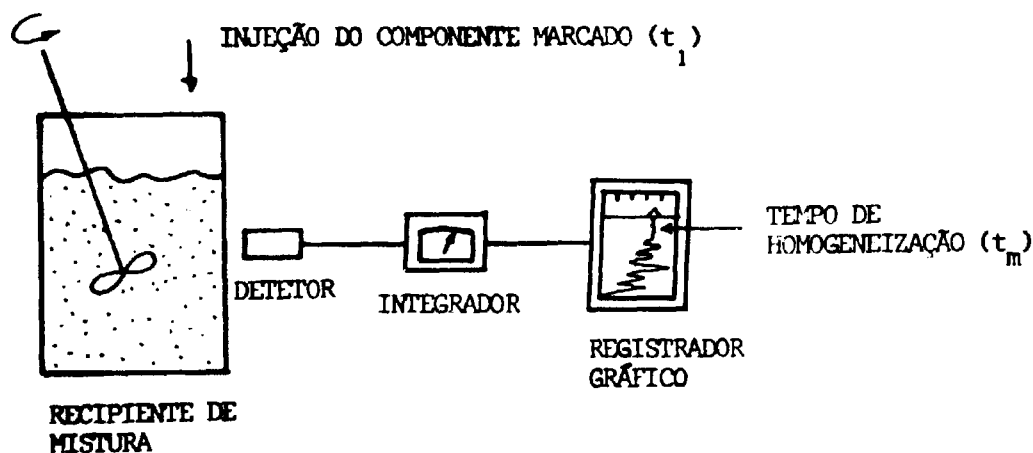 INJEÇÃO DO COMPONENTE MARCADO (t₁)
DETETOR
INTEGRADOR
TEMPO DE
HOMOGENEIZAÇÃO (tₘ)
REGISTRADOR
GRÁFICO
RECIPIENTE DE
MISTURA